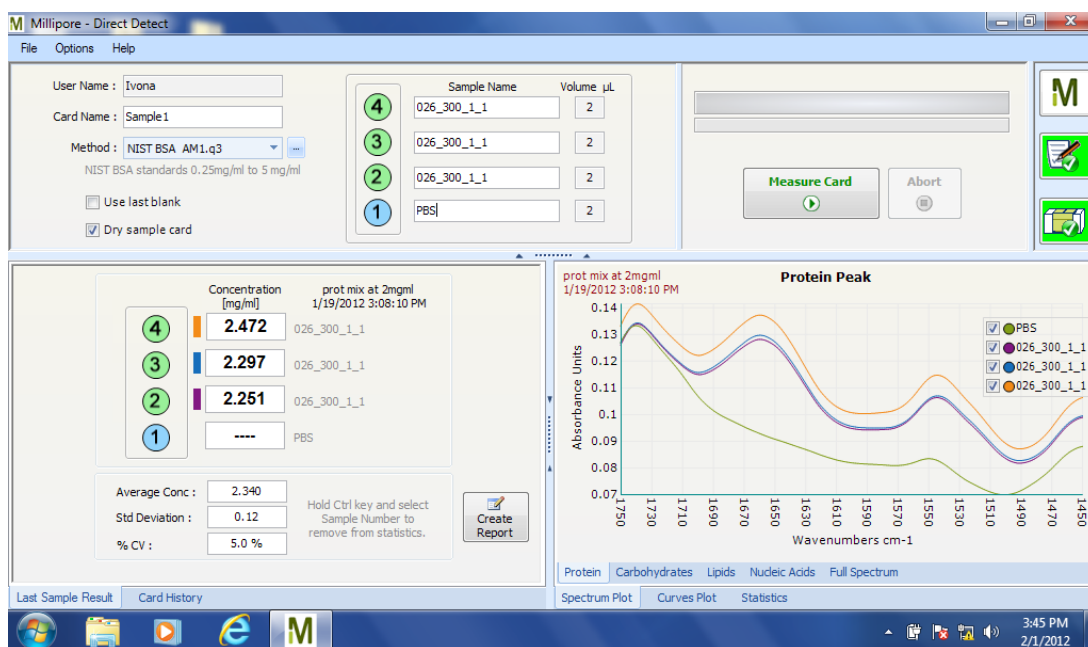 M Millipore - Direct Detect
File Options Help
User Name : Ivona
Card Name : Sample1
Method : NIST BSA AM1.q3 ...
NIST BSA standards 0.25mg/ml to 5 mg/ml
Use last blank
Dry sample card
Sample Name Volume µL
4 026_300_1_1 2
3 026_300_1_1 2
2 026_300_1_1 2
1 PBS 2
Measure Card
Abort
M
Concentration [mg/ml]
prot mix at 2mgml
1/19/2012 3:08:10 PM
4 2.472 026_300_1_1
3 2.297 026_300_1_1
2 2.251 026_300_1_1
1 ---- PBS
Average Conc : 2.340
Std Deviation : 0.12
% CV : 5.0 %
Hold Ctrl key and select
Sample Number to
remove from statistics.
Create
Report
Last Sample Result Card History
prot mix at 2mgml
1/19/2012 3:08:10 PM
Protein Peak
Absorbance Units
0.14
0.13
0.12
0.11
0.1
0.09
0.08
0.07
PBS
026_300_1_1
026_300_1_1
026_300_1_1
1750 1730 1710 1690 1670 1650 1630 1610 1590 1570 1550 1530 1510 1490 1470 1450
Wavenumbers cm-1
Protein Carbohydrates Lipids Nucleic Acids Full Spectrum
Spectrum Plot Curves Plot Statistics
M
3:45 PM
2/1/2012